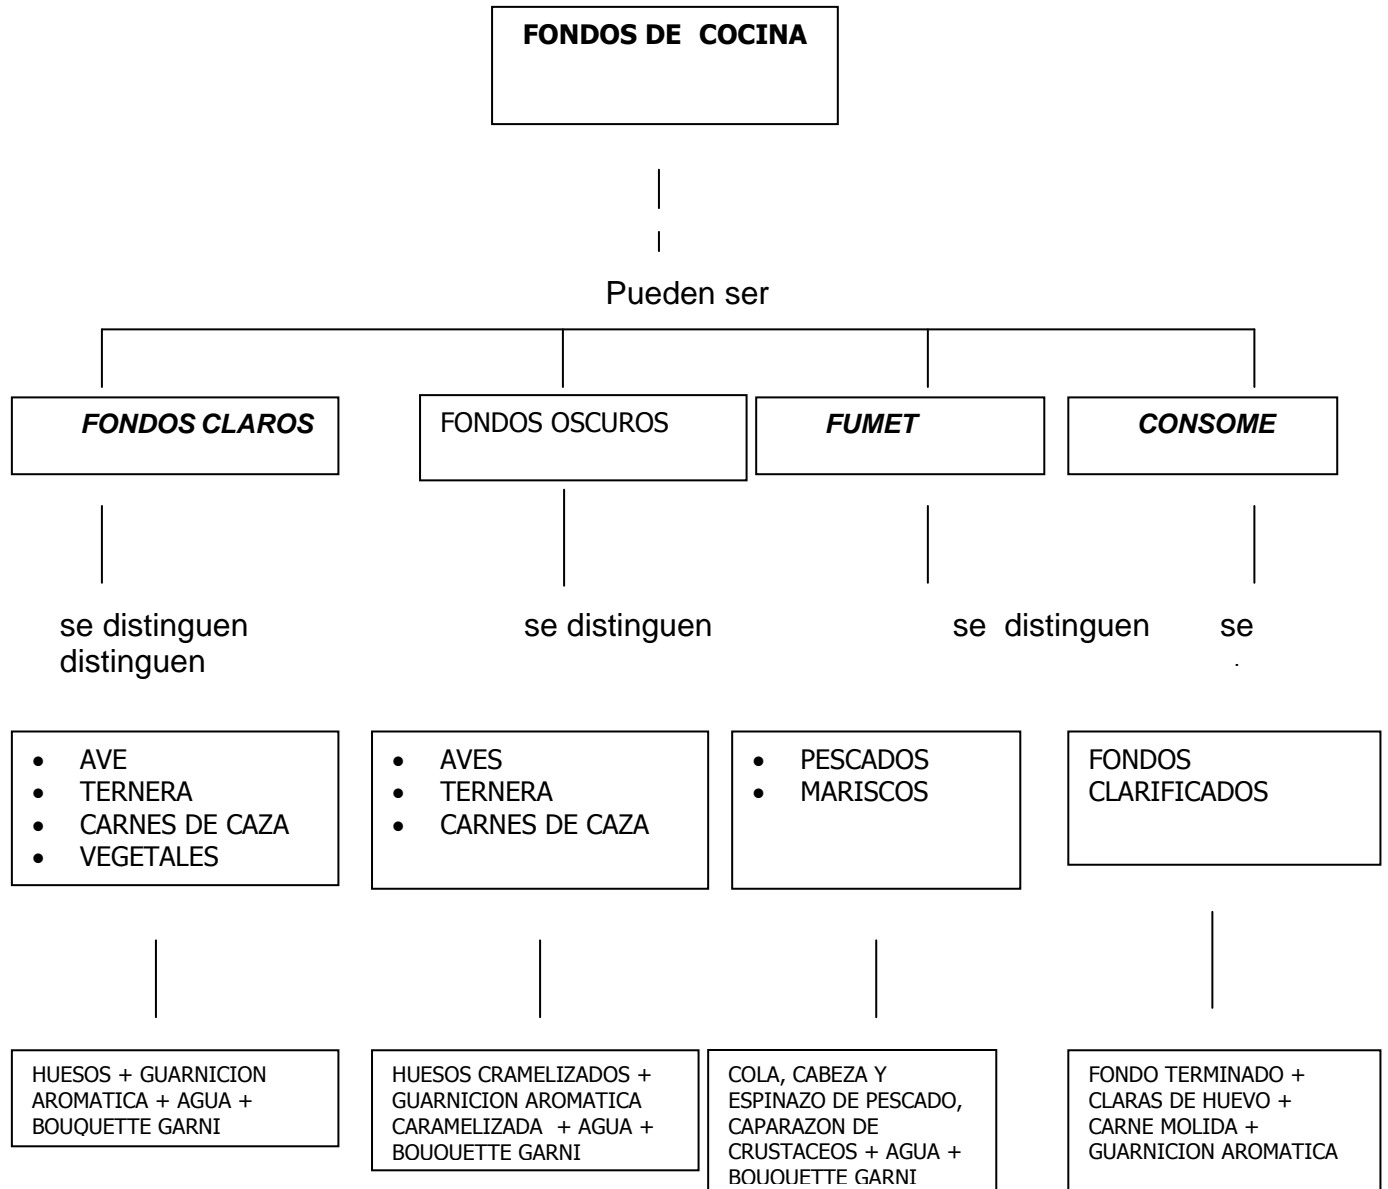 FONDOS DE COCINA
Pueden ser
FONDOS CLAROS
FONDOS OSCUROS
FUMET
CONSOME
se distinguen se distinguen se distinguen se
distinguen
• AVE
• TERNERA
• CARNES DE CAZA
• VEGETALES
• AVES
• TERNERA
• CARNES DE CAZA
• PESCADOS
• MARISCOS
FONDOS
CLARIFICADOS
HUESOS + GUARNICION
AROMATICA + AGUA +
BOUQUETTE GARNI
HUESOS CRAMELIZADOS +
GUARNICION AROMATICA
CARAMELIZADA + AGUA +
BOUOUETTE GARNI
COLA, CABEZA Y
ESPINAZO DE PESCADO,
CAPARAZON DE
CRUSTACEOS + AGUA +
BOUOUETTE GARNI
FONDO TERMINADO +
CLARAS DE HUEVO +
CARNE MOLIDA +
GUARNICION AROMATICA